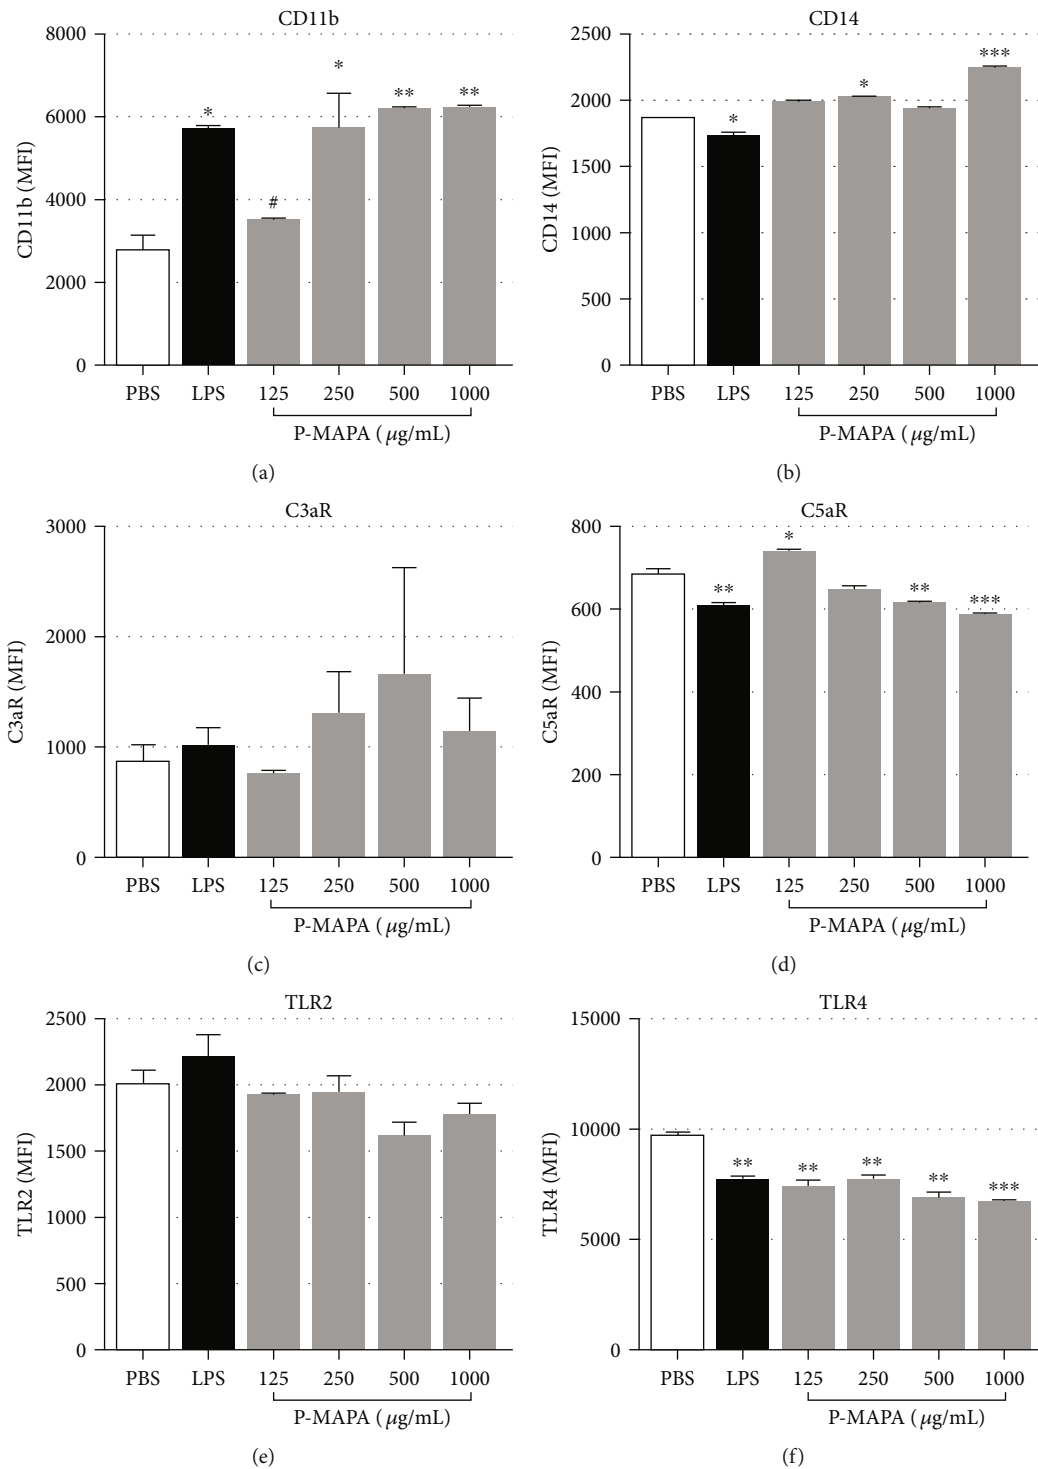 CD11b
8000
6000
4000
2000
0
CD11b (MFI)
*
#
*
**
**
PBS LPS 125 250 500 1000
P-MAPA (μg/mL)
(a)
CD14
2500
2000
1500
1000
500
0
CD14 (MFI)
*
*
***
PBS LPS 125 250 500 1000
P-MAPA (μg/mL)
(b)
C3aR
3000
2000
1000
0
C3aR (MFI)
PBS LPS 125 250 500 1000
P-MAPA (μg/mL)
(c)
C5aR
800
600
400
200
0
C5aR (MFI)
**
*
**
***
PBS LPS 125 250 500 1000
P-MAPA (μg/mL)
(d)
TLR2
2500
2000
1500
1000
500
0
TLR2 (MFI)
PBS LPS 125 250 500 1000
P-MAPA (μg/mL)
(e)
TLR4
15000
10000
5000
0
TLR4 (MFI)
**
**
**
**
***
PBS LPS 125 250 500 1000
P-MAPA (μg/mL)
(f)